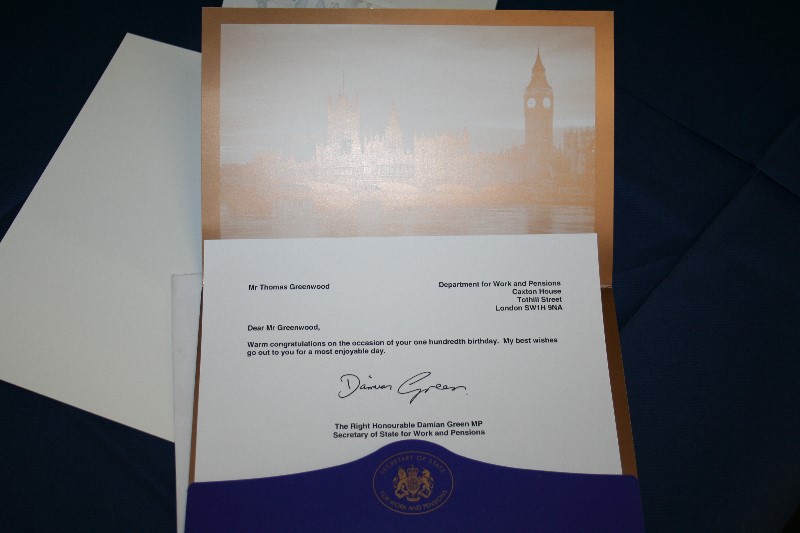 Mr Thomas Greenwood
Department for Work and Pensions
Caxton House
Tothill Street
London SW1H 9NA
Dear Mr Greenwood,
Warm congratulations on the occasion of your one hundredth birthday.  My best wishes
go out to you for a most enjoyable day.
Damian Green
The Right Honourable Damian Green MP
Secretary of State for Work and Pensions
SECRETARY OF STATE
FOR WORK AND PENSIONS